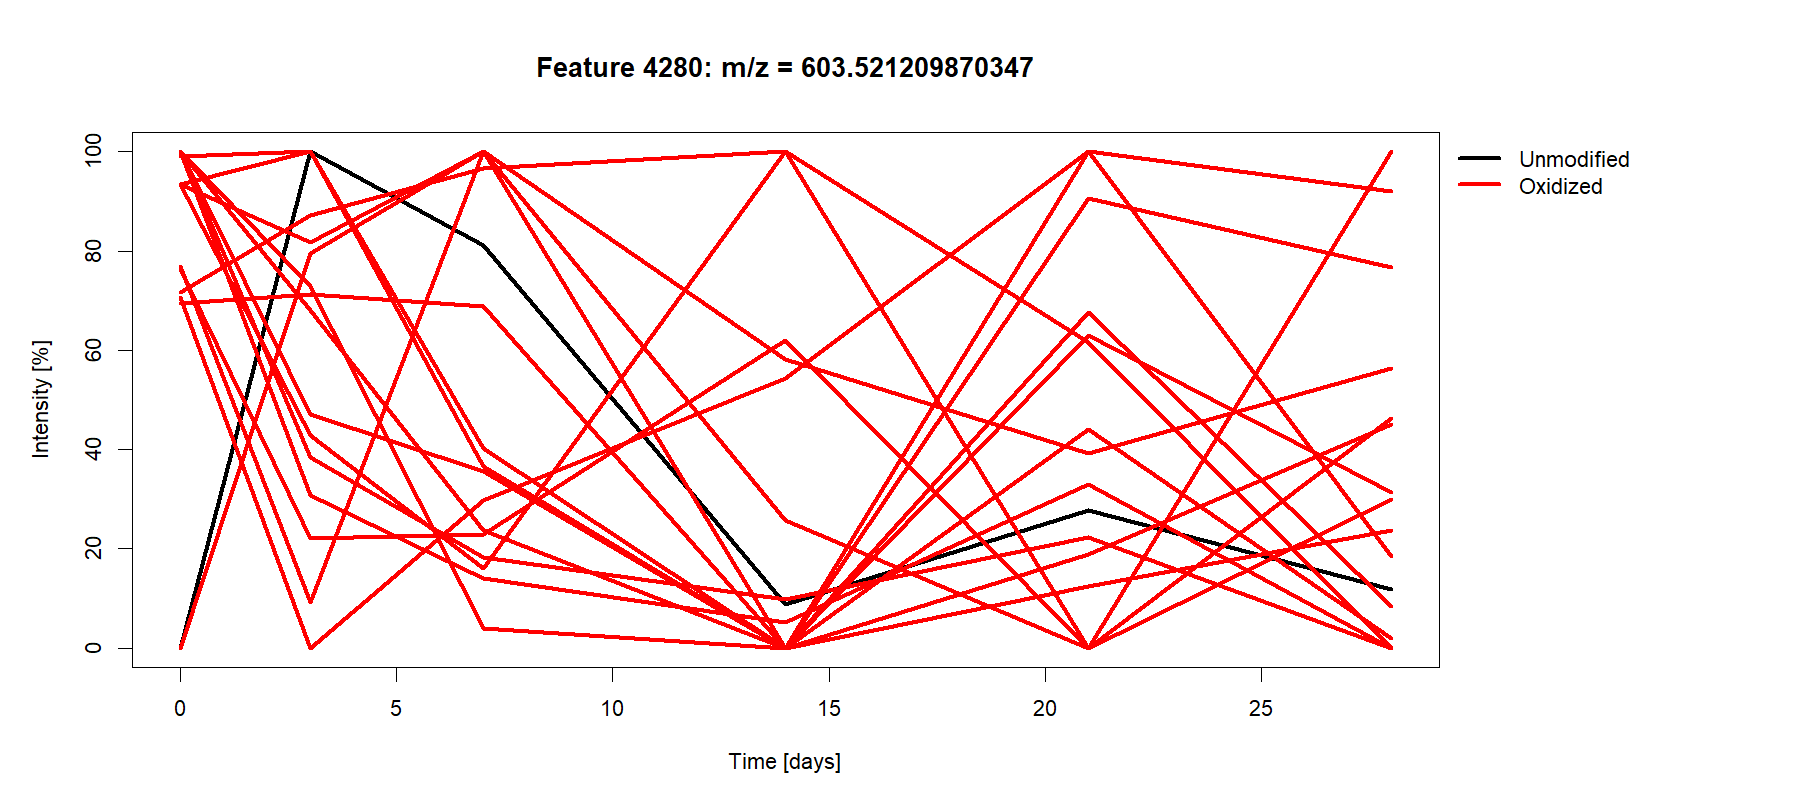 Feature 4280: m/z = 603.521209870347
Unmodified
Oxidized
Intensity [%]
100
80
60
40
20
0
0 5 10 15 20 25
Time [days]